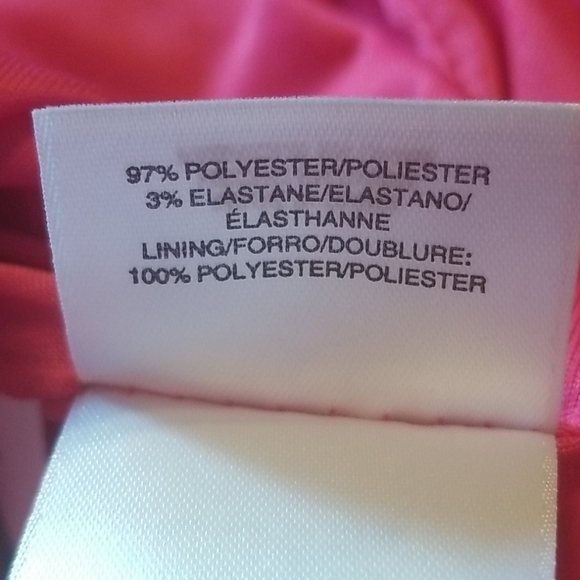 97% POLYESTER/POLIESTER
3% ELASTANE/ELASTANO/
ÉLASTHANNE
LINING/FORRO/DOUBLURE:
100% POLYESTER/POLIESTER